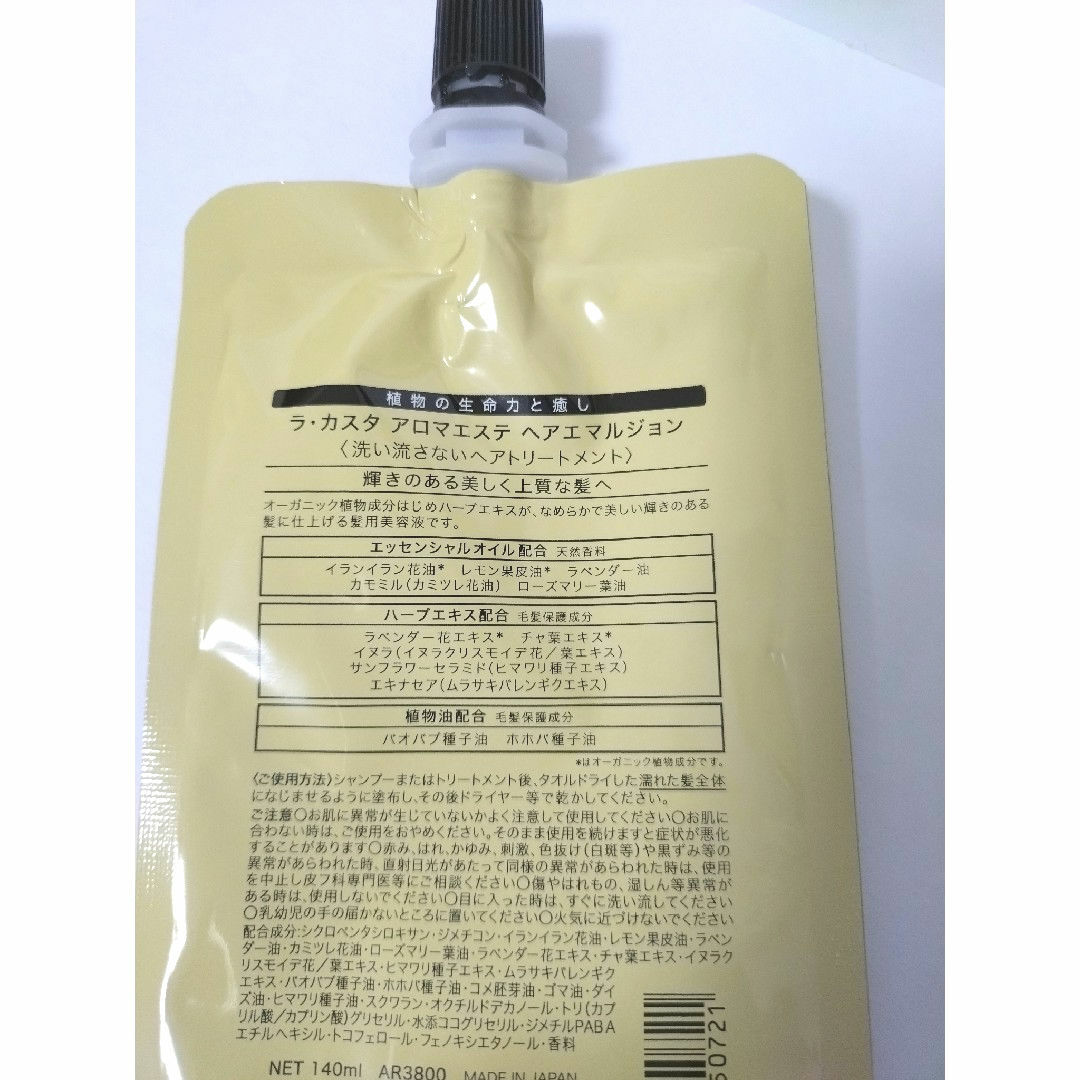 植物の生命力と癒し
ラ・カスタ アロマエステ ヘアエマルジョン
〈洗い流さないヘアトリートメント〉
輝きのある美しく上質な髪へ
オーガニック植物成分はじめハーブエキスが、なめらかで美しい輝きのある
髪に仕上げる髪用美容液です。
エッセンシャルオイル配合 天然香料
イランイラン花油* レモン果皮油* ラベンダー油
カモミル(カミツレ花油) ローズマリー葉油
ハーブエキス配合 毛髪保護成分
ラベンダー花エキス* チャ葉エキス*
イヌラ(イヌラクリスモイデ花/葉エキス)
サンフラワーセラミド(ヒマワリ種子エキス)
エキナセア(ムラサキバレンギクエキス)
植物油配合 毛髪保護成分
バオバブ種子油 ホホバ種子油
*はオーガニック植物成分です。
〈ご使用方法〉シャンプーまたはトリートメント後、タオルドライした濡れた髪全体
になじませるように塗布し、その後ドライヤー等で乾かしてください。
ご注意〇お肌に異常が生じていないかよく注意して使用してください〇お肌に
合わない時は、ご使用をおやめください。そのまま使用を続けますと症状が悪化
することがあります〇赤み、はれ、かゆみ、刺激、色抜け(白斑等)や黒ずみ等の
異常があらわれた時、直射日光があたって同様の異常があらわれた時は、使用
を中止し皮フ科専門医等にご相談ください〇傷やはれもの、湿しん等異常が
ある時は、使用しないでください〇目に入った時は、すぐに洗い流してください
〇乳幼児の手の届かないところに置いてください〇火気に近づけないでください
配合成分:シクロペンタシロキサン・ジメチコン・イランイラン花油・レモン果皮油・ラベン
ダー油・カミツレ花油・ローズマリー葉油・ラベンダー花エキス・チャ葉エキス・イヌラク
リスモイデ花/葉エキス・ヒマワリ種子エキス・ムラサキバレンギク
エキス・バオバブ種子油・ホホバ種子油・コメ胚芽油・ゴマ油・ダイ
ズ油・ヒマワリ種子油・スクワラン・オクチルドデカノール・トリ(カプ
リル酸/カプリン酸)グリセリル・水添ココグリセリル・ジメチルPABA
エチルヘキシル・トコフェロール・フェノキシエタノール・香料
NET 140ml AR3800 MADE IN JAPAN
50721